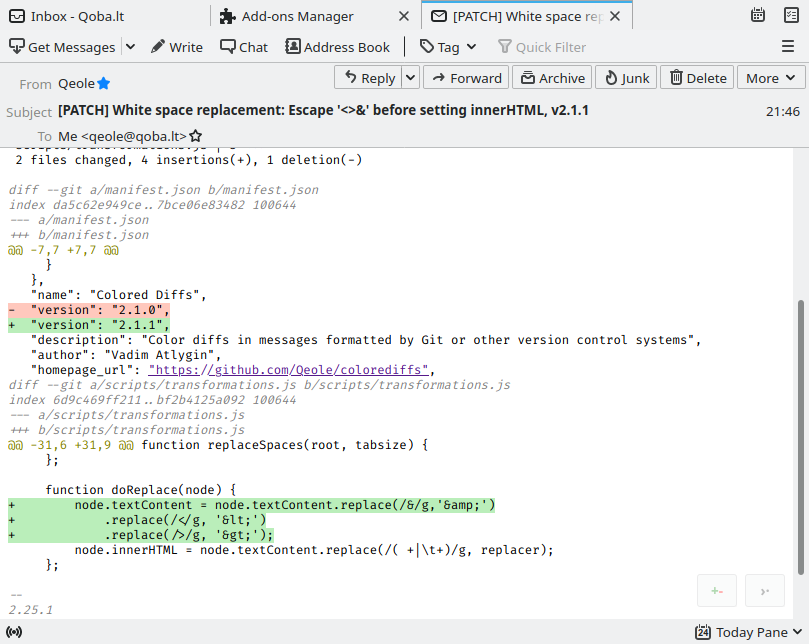 Inbox - Qoba.lt
Add-ons Manager
[PATCH] White space rep
Get Messages
Write
Chat
Address Book
Tag
Quick Filter
From Qeole
Reply
Forward
Archive
Junk
Delete
More
Subject [PATCH] White space replacement: Escape '<>&' before setting innerHTML, v2.1.1
21:46
To Me <qeole@qoba.lt>
2 files changed, 4 insertions(+), 1 deletion(-)
diff --git a/manifest.json b/manifest.json
index da5c62e949ce..7bce06e83482 100644
--- a/manifest.json
+++ b/manifest.json
@@ -7,7 +7,7 @@
}
},
"name": "Colored Diffs",
- "version": "2.1.0",
+ "version": "2.1.1",
"description": "Color diffs in messages formatted by Git or other version control systems",
"author": "Vadim Atlygin",
"homepage_url": "https://github.com/Qeole/colorediffs",
diff --git a/scripts/transformations.js b/scripts/transformations.js
index 6d9c469ff211..bf2b4125a092 100644
--- a/scripts/transformations.js
+++ b/scripts/transformations.js
@@ -31,6 +31,9 @@ function replaceSpaces(root, tabsize) {
};
function doReplace(node) {
+ node.textContent = node.textContent.replace(/&/g,'&amp;')
+ .replace(/</g, '&lt;')
+ .replace(/>/g, '&gt;');
node.innerHTML = node.textContent.replace(/( +|\t+)/g, replacer);
};
--
2.25.1
+-
24
Today Pane